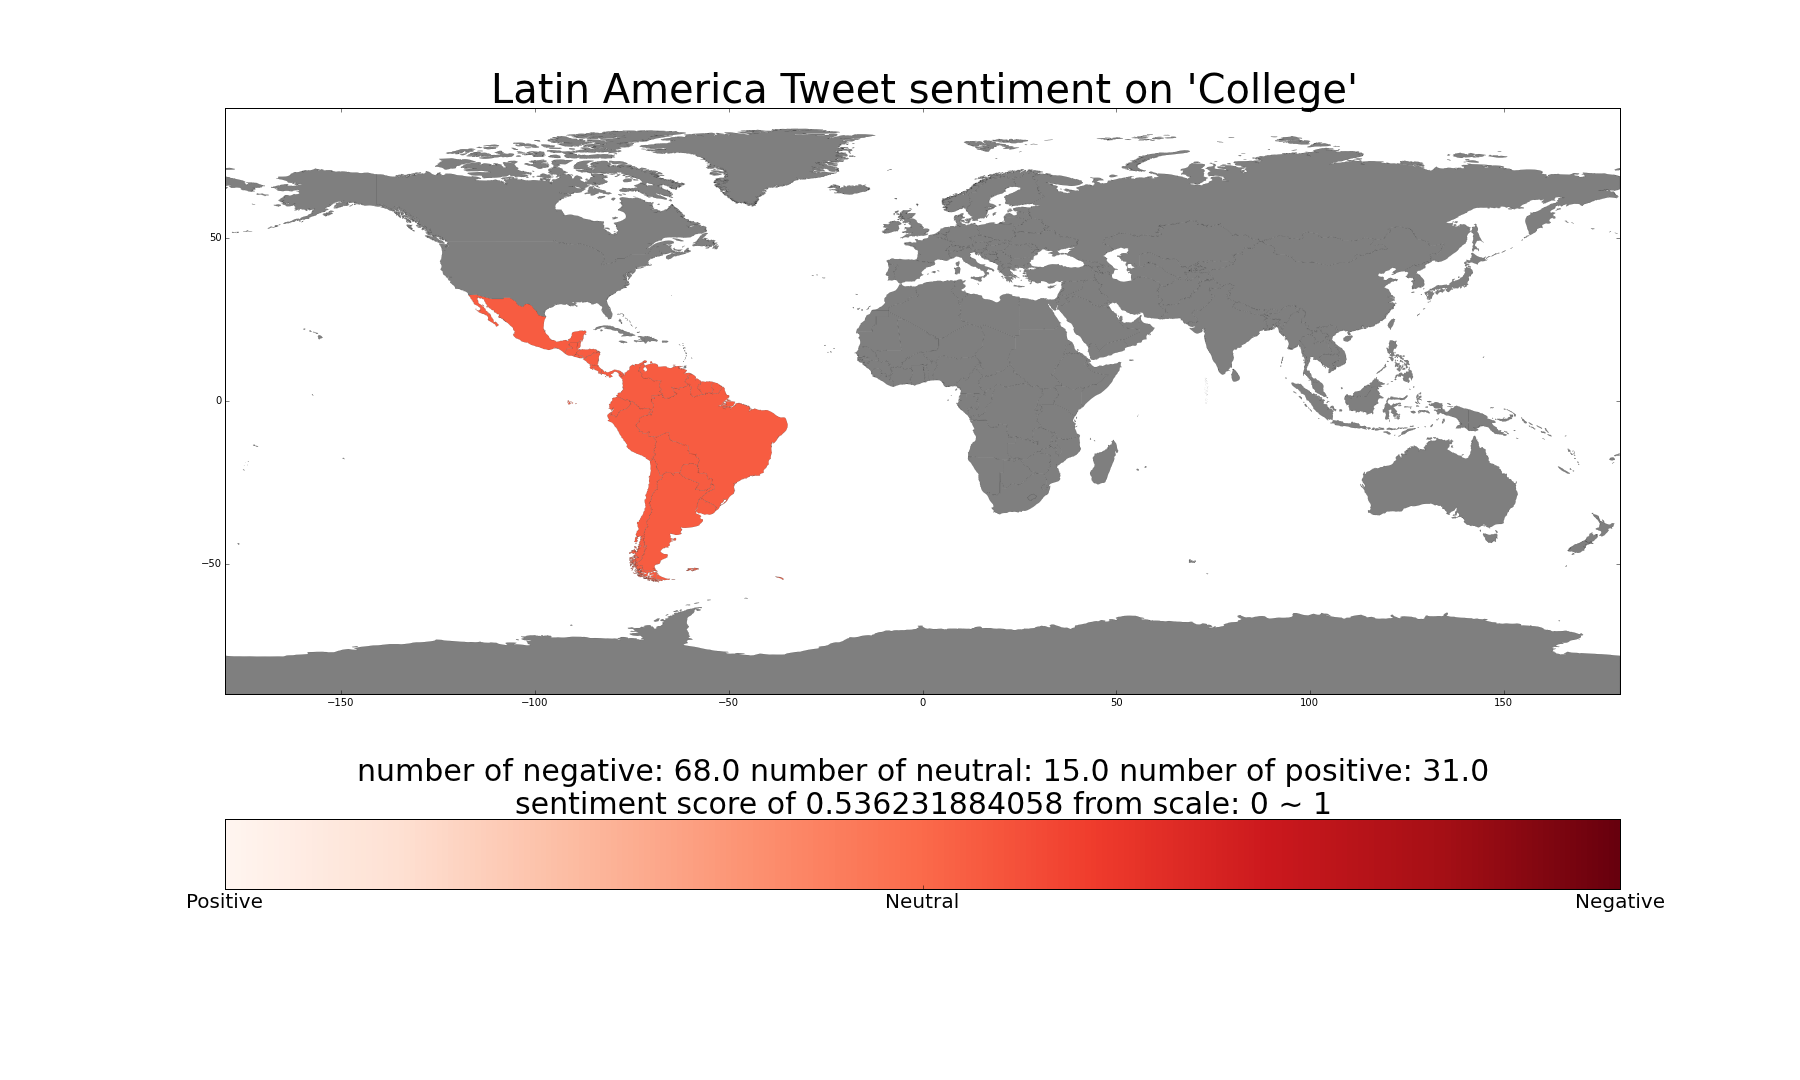 Latin America Tweet sentiment on 'College'
50
0
−50
−150 −100 −50 0 50 100 150
number of negative: 68.0 number of neutral: 15.0 number of positive: 31.0
sentiment score of 0.536231884058 from scale: 0 ~ 1
Positive Neutral Negative